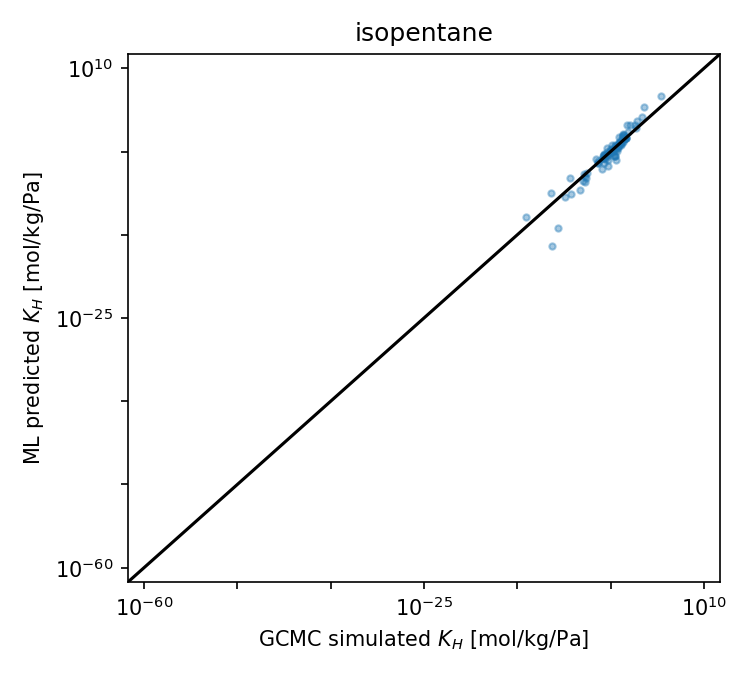 isopentane
10^10
10^−25
10^−60
ML predicted K_H [mol/kg/Pa]
10^−60 10^−25 10^10
GCMC simulated K_H [mol/kg/Pa]